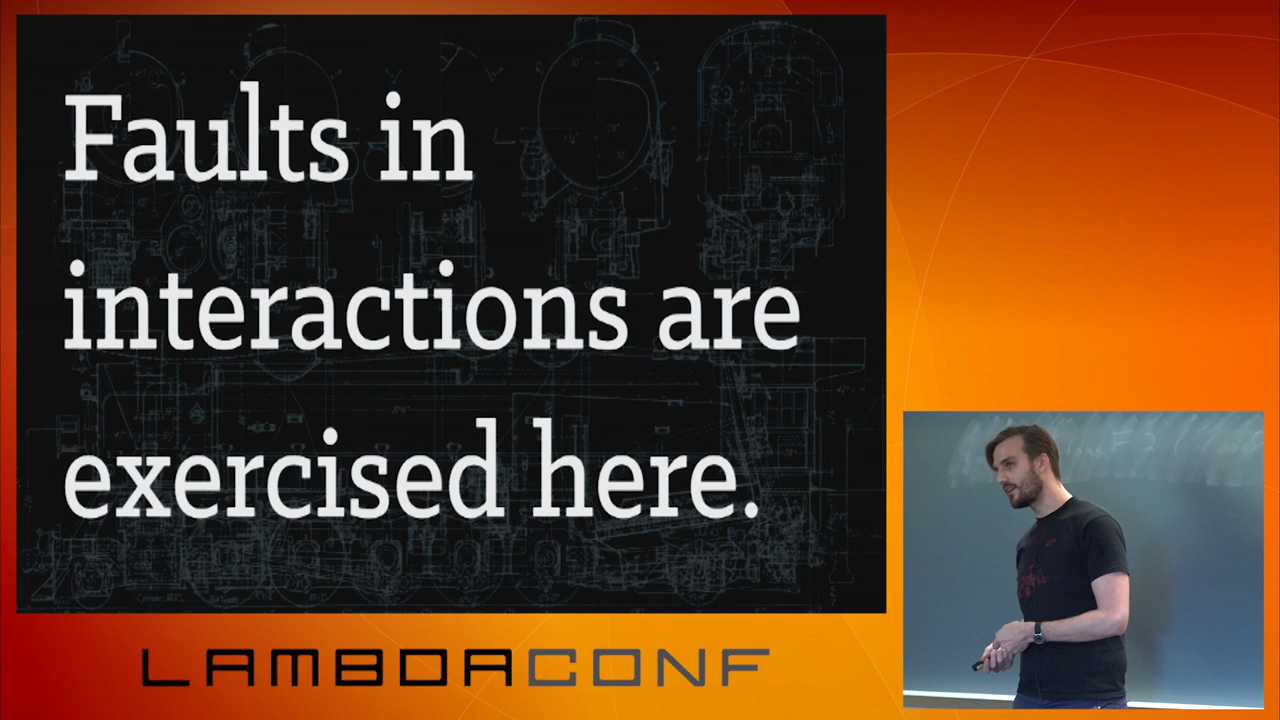 Faults in
interactions are
exercised here.
LAMBDACONF